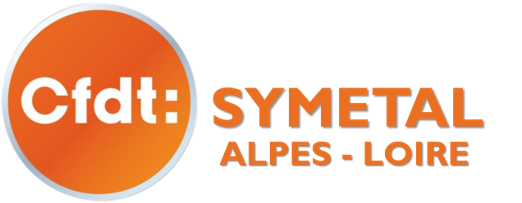 Cfdt:
SYMETAL
ALPES - LOIRE